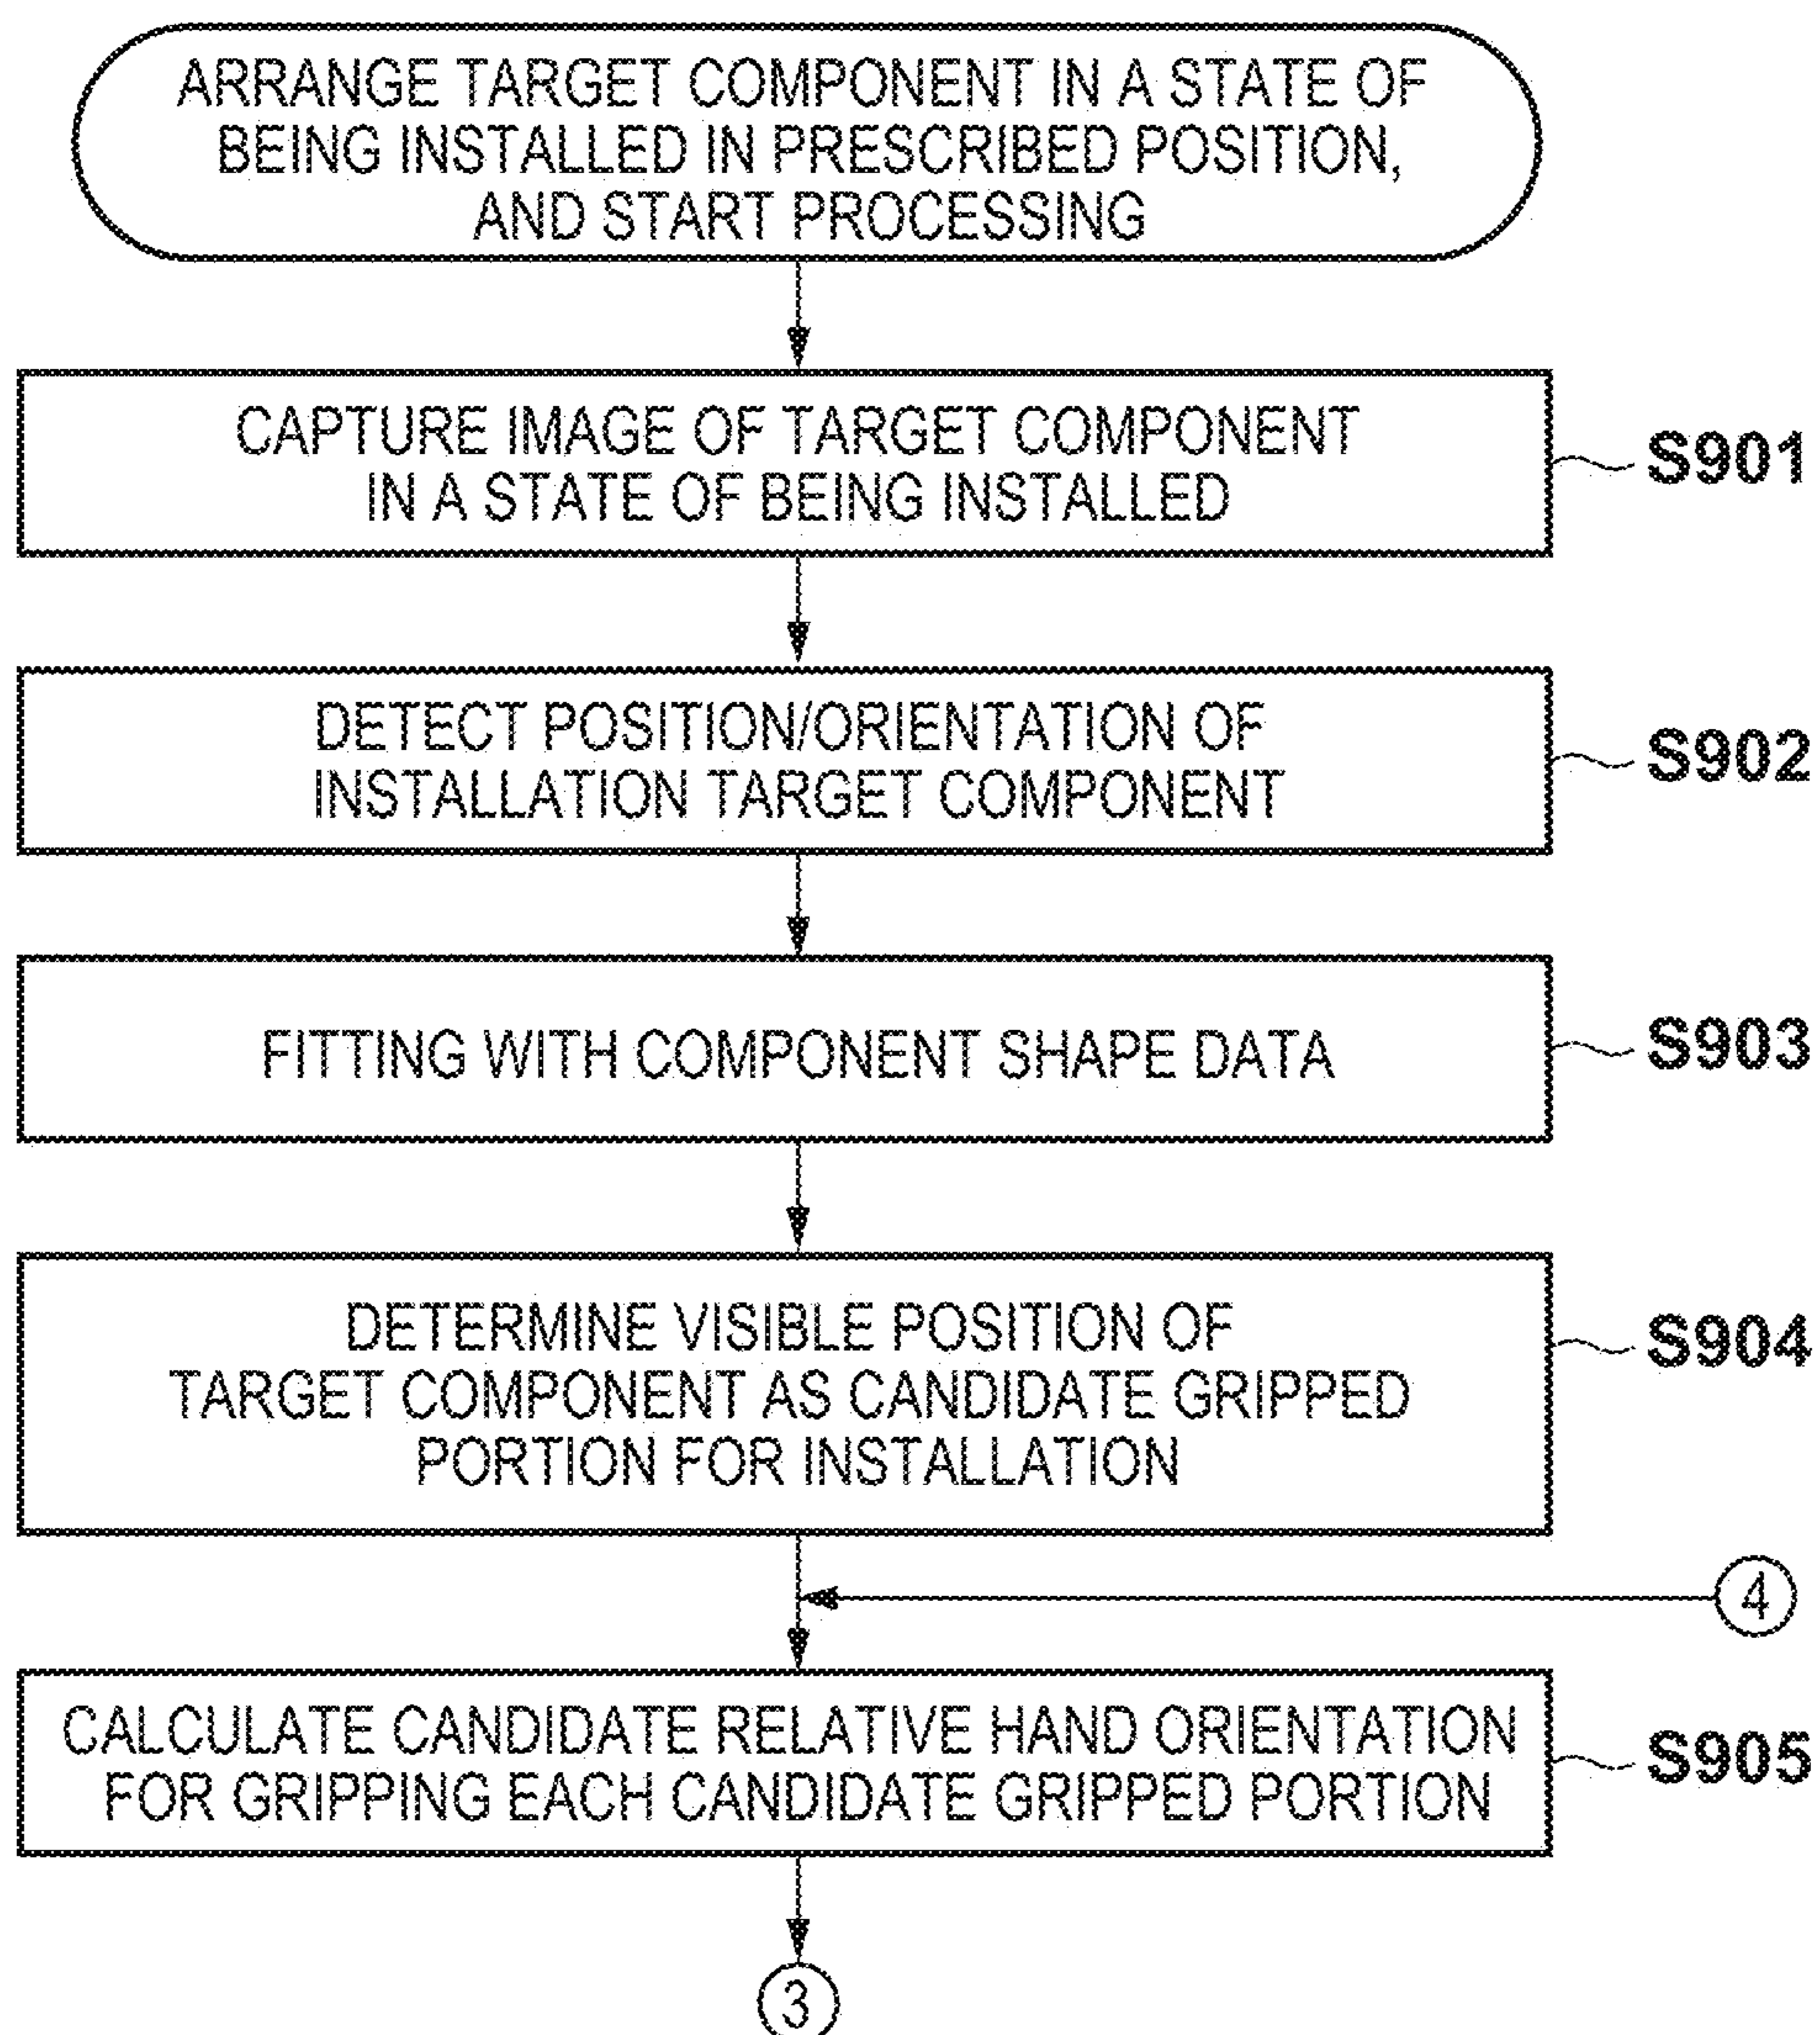 ARRANGE TARGET COMPONENT IN A STATE OF
BEING INSTALLED IN PRESCRIBED POSITION,
AND START PROCESSING
CAPTURE IMAGE OF TARGET COMPONENT
IN A STATE OF BEING INSTALLED
S901
DETECT POSITION/ORIENTATION OF
INSTALLATION TARGET COMPONENT
S902
FITTING WITH COMPONENT SHAPE DATA
S903
DETERMINE VISIBLE POSITION OF
TARGET COMPONENT AS CANDIDATE GRIPPED
PORTION FOR INSTALLATION
S904
4
CALCULATE CANDIDATE RELATIVE HAND ORIENTATION
FOR GRIPPING EACH CANDIDATE GRIPPED PORTION
S905
3